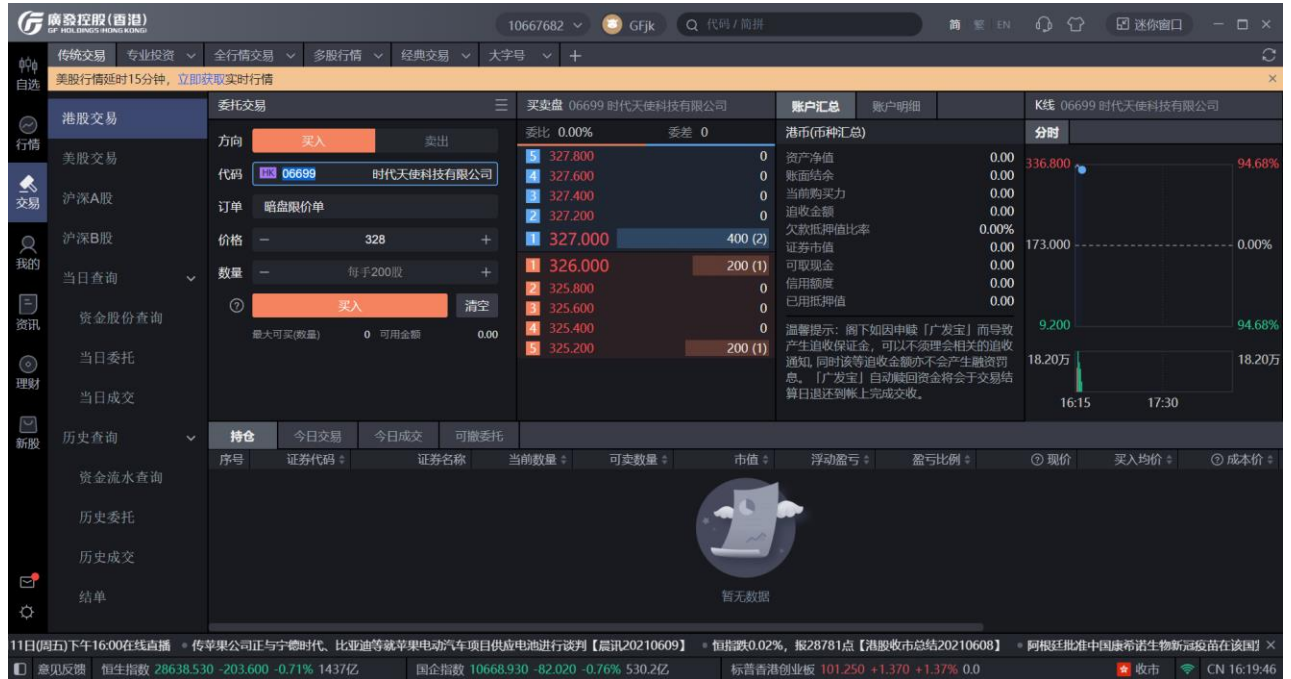 廣發控股(香港)
GF HOLDINGS (HONG KONG)
10667682 GFjk 代码 / 简拼 简 繁 EN 迷你窗口
传统交易 专业投资 全行情交易 多股行情 经典交易 大字号 +
美股行情延时15分钟，立即获取实时行情
自选
行情
交易
我的
资讯
理财
新股
港股交易
美股交易
沪深A股
沪深B股
当日查询
资金股份查询
当日委托
当日成交
历史查询
资金流水查询
历史委托
历史成交
结单
委托交易
方向 买入 卖出
代码 HK 06699 时代天使科技有限公司
订单 暗盘限价单
价格 − 328 +
数量 − 每手200股 +
买入 清空
最大可买(数量) 0 可用金额 0.00
买卖盘 06699 时代天使科技有限公司
委比 0.00% 委差 0
5 327.800 0
4 327.600 0
3 327.400 0
2 327.200 0
1 327.000 400 (2)
1 326.000 200 (1)
2 325.800 0
3 325.600 0
4 325.400 0
5 325.200 200 (1)
账户汇总 账户明细
港币(币种汇总)
资产净值 0.00
账面结余 0.00
当前购买力 0.00
追收金额 0.00
欠款抵押值比率 0.00%
证券市值 0.00
可取现金 0.00
信用额度 0.00
已用抵押值 0.00
温馨提示：阁下如因申赎「广发宝」而导致
产生追收保证金，可以不须理会相关的追收
通知, 同时该等追收金额亦不会产生融资罚
息。「广发宝」自动赎回资金将会于交易结
算日退还到帐上完成交收。
K线 06699 时代天使科技有限公司
分时
336.800 94.68%
173.000 0.00%
9.200 94.68%
18.20万 18.20万
16:15 17:30
持仓 今日交易 今日成交 可撤委托
序号 证券代码 证券名称 当前数量 可卖数量 市值 浮动盈亏 盈亏比例 现价 买入均价 成本价
暂无数据
11日(周五)下午16:00在线直播 传苹果公司正与宁德时代、比亚迪等就苹果电动汽车项目供应电池进行谈判【晨讯20210609】 恒指跌0.02%，报28781点【港股收市总结20210608】 阿根廷批准中国康希诺生物新冠疫苗在该国
意见反馈 恒生指数 28638.530 -203.600 -0.71% 1437亿 国企指数 10668.930 -82.020 -0.76% 530.2亿 标普香港创业板 101.250 +1.370 +1.37% 0.0 收市 CN 16:19:46